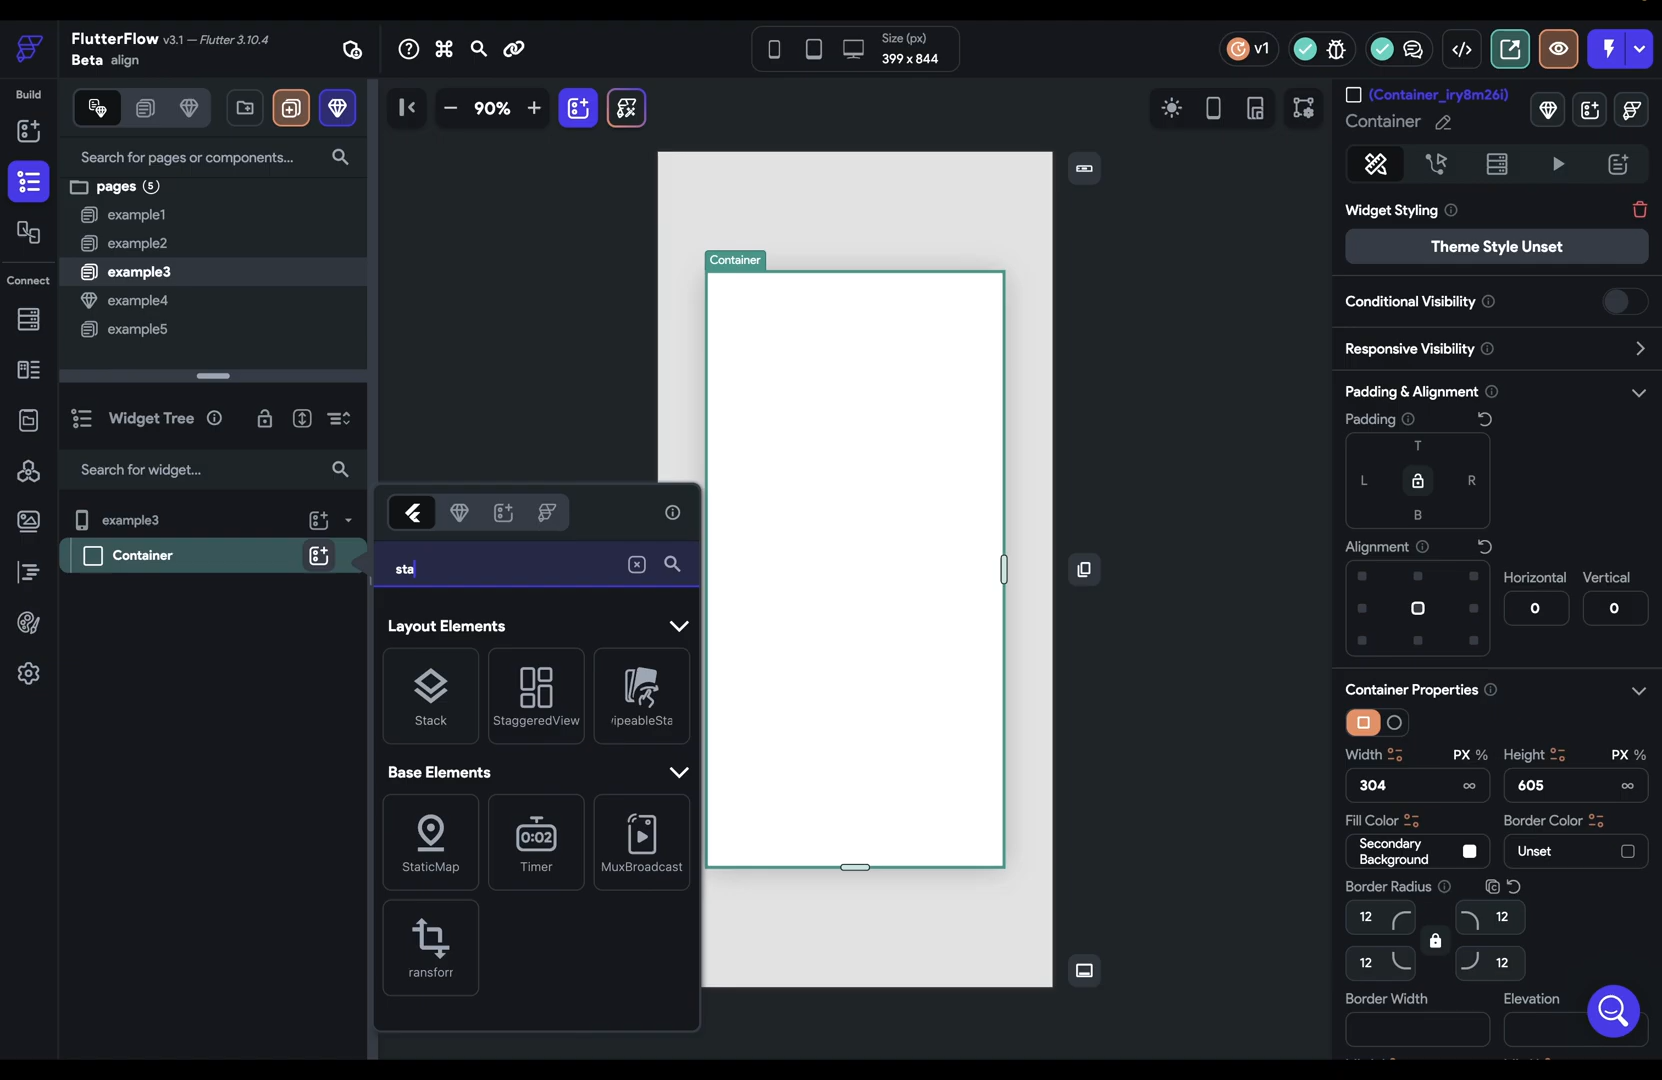 FlutterFlow v3.1 — Flutter 3.10.4
Beta align
Size (px)
399 x 844
v1
Build
Connect
Search for pages or components...
pages 5
example1
example2
example3
example4
example5
Widget Tree
Search for widget...
example3
Container
90%
sta
Layout Elements
Stack
StaggeredView
ipeableSta
Base Elements
StaticMap
0:02
Timer
MuxBroadcast
ransforr
Container
(Container_iry8m26i)
Container
Widget Styling
Theme Style Unset
Conditional Visibility
Responsive Visibility
Padding & Alignment
Padding
T
L R
B
Alignment
Horizontal Vertical
0 0
Container Properties
Width PX % Height PX %
304 ∞ 605 ∞
Fill Color Border Color
Secondary
Background
Unset
Border Radius
12 12
12 12
Border Width Elevation